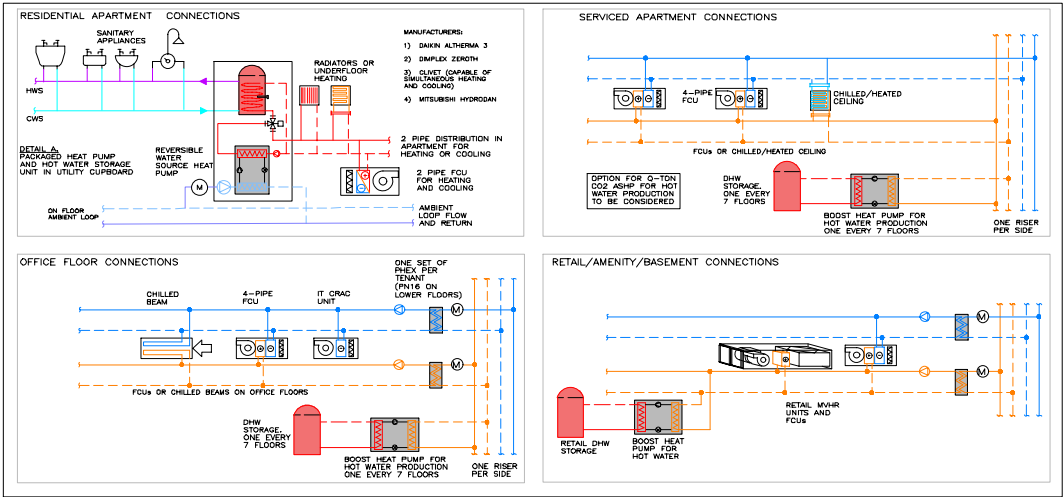 RESIDENTIAL APARTMENT CONNECTIONS
SANITARY
APPLIANCES
HWS
CWS
DETAIL A.
PACKAGED HEAT PUMP
AND HOT WATER STORAGE
UNIT IN UTILITY CUPBOARD
REVERSIBLE
WATER
SOURCE HEAT
PUMP
M
ON FLOOR
AMBIENT LOOP
RADIATORS OR
UNDERFLOOR
HEATING
MANUFACTURERS:
1) DAIKIN ALTHERMA 3
2) DIMPLEX ZEROTH
3) CLIVET (CAPABLE OF
SIMULTANEOUS HEATING
AND COOLING)
4) MITSUBISHI HYDRODAN
2 PIPE DISTRIBUTION IN
APARTMENT FOR
HEATING OR COOLING
2 PIPE FCU
FOR HEATING
AND COOLING
AMBIENT
LOOP FLOW
AND RETURN
SERVICED APARTMENT CONNECTIONS
4-PIPE
FCU
CHILLED/HEATED
CEILING
FCUs OR CHILLED/HEATED CEILING
OPTION FOR Q-TON
CO2 ASHP FOR HOT
WATER PRODUCTION
TO BE CONSIDERED
DHW
STORAGE,
ONE EVERY
7 FLOORS
BOOST HEAT PUMP FOR
HOT WATER PRODUCTION
ONE EVERY 7 FLOORS
ONE RISER
PER SIDE
OFFICE FLOOR CONNECTIONS
CHILLED
BEAM
4-PIPE
FCU
IT CRAC
UNIT
ONE SET OF
PHEX PER
TENANT
(PN16 ON
LOWER FLOORS)
M
M
FCUs OR CHILLED BEAMS ON OFFICE FLOORS
DHW
STORAGE,
ONE EVERY
7 FLOORS
BOOST HEAT PUMP FOR
HOT WATER PRODUCTION
ONE EVERY 7 FLOORS
ONE RISER
PER SIDE
RETAIL/AMENITY/BASEMENT CONNECTIONS
M
M
RETAIL MVHR
UNITS AND
FCUs
RETAIL DHW
STORAGE
BOOST HEAT
PUMP FOR
HOT WATER